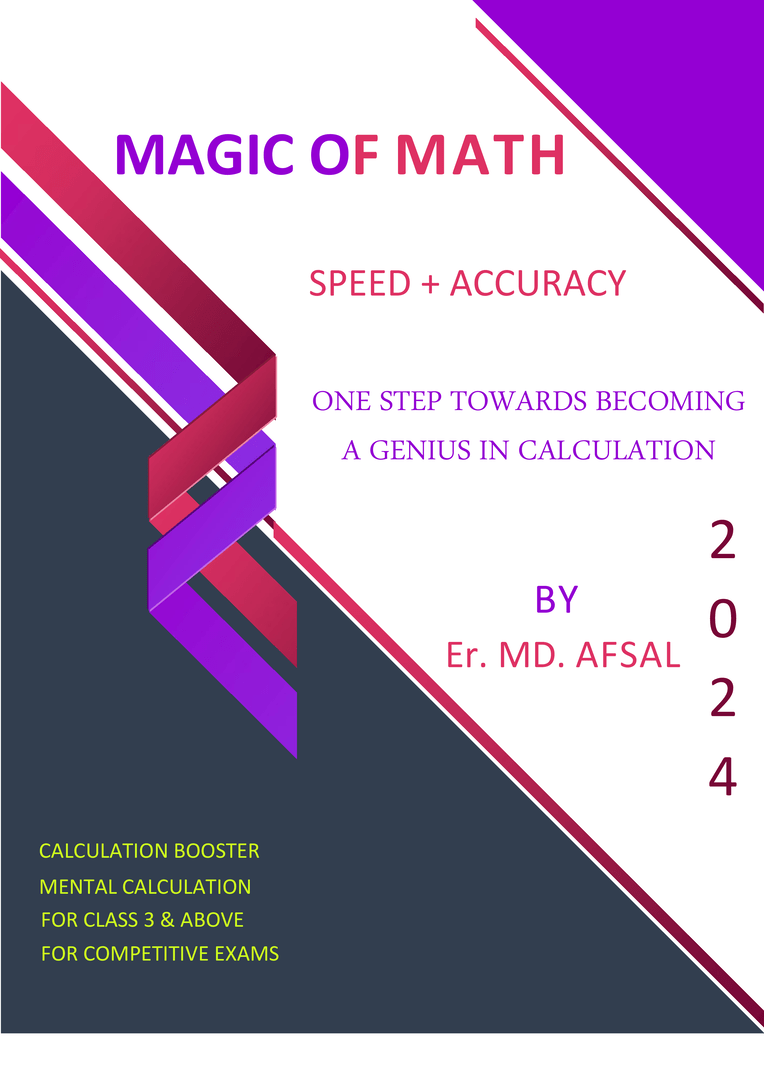 MAGIC OF MATH
SPEED + ACCURACY
ONE STEP TOWARDS BECOMING
A GENIUS IN CALCULATION
BY
Er. MD. AFSAL
2
0
2
4
CALCULATION BOOSTER
MENTAL CALCULATION
FOR CLASS 3 & ABOVE
FOR COMPETITIVE EXAMS